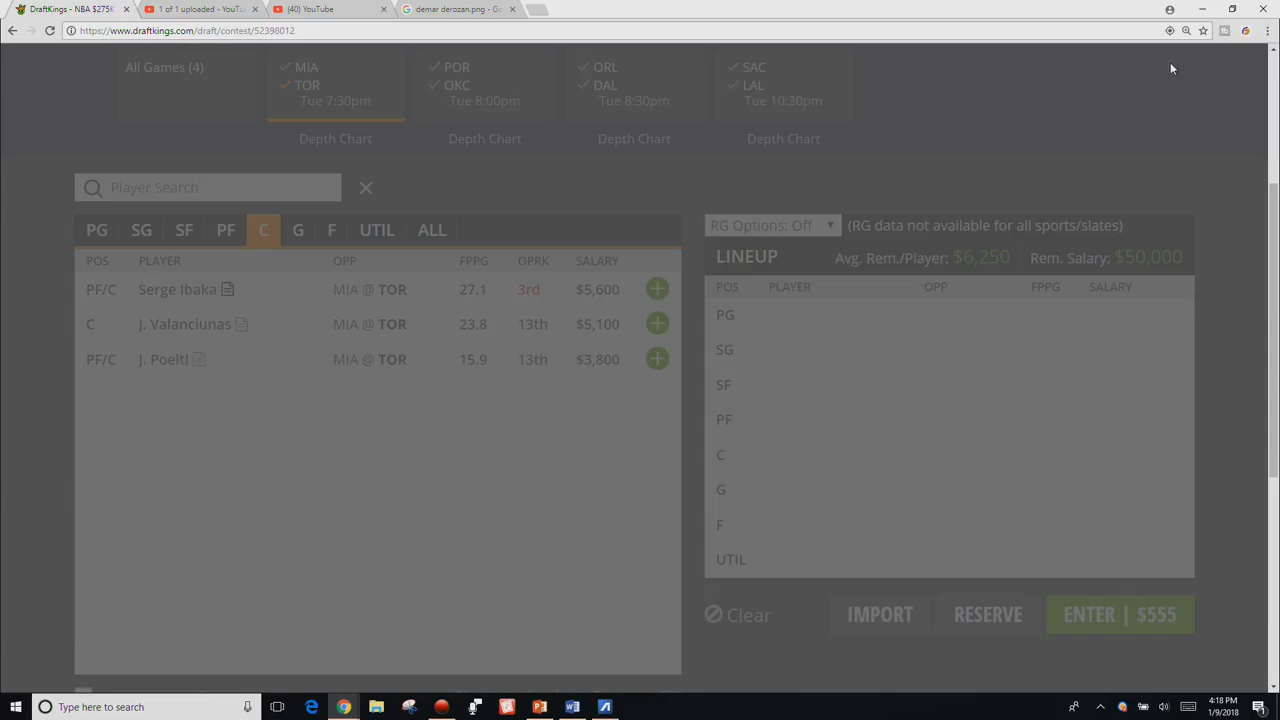 DraftKings - NBA $275K
1 of 1 uploaded - YouTu
(40) YouTube
demar derozan.png - Go
https://www.draftkings.com/draft/contest/52398012
All Games (4)
MIA
TOR
Tue 7:30pm
POR
OKC
Tue 8:00pm
ORL
DAL
Tue 8:30pm
SAC
LAL
Tue 10:30pm
Depth Chart
Depth Chart
Depth Chart
Depth Chart
Player Search
PG SG SF PF C G F UTIL ALL
POS PLAYER OPP FPPG OPRK SALARY
PF/C Serge Ibaka MIA @ TOR 27.1 3rd $5,600
C J. Valanciunas MIA @ TOR 23.8 13th $5,100
PF/C J. Poeltl MIA @ TOR 15.9 13th $3,800
RG Options: Off (RG data not available for all sports/slates)
LINEUP Avg. Rem./Player: $6,250 Rem. Salary: $50,000
POS PLAYER OPP FPPG SALARY
PG
SG
SF
PF
C
G
F
UTIL
Clear IMPORT RESERVE ENTER | $555
Type here to search
4:18 PM
1/9/2018